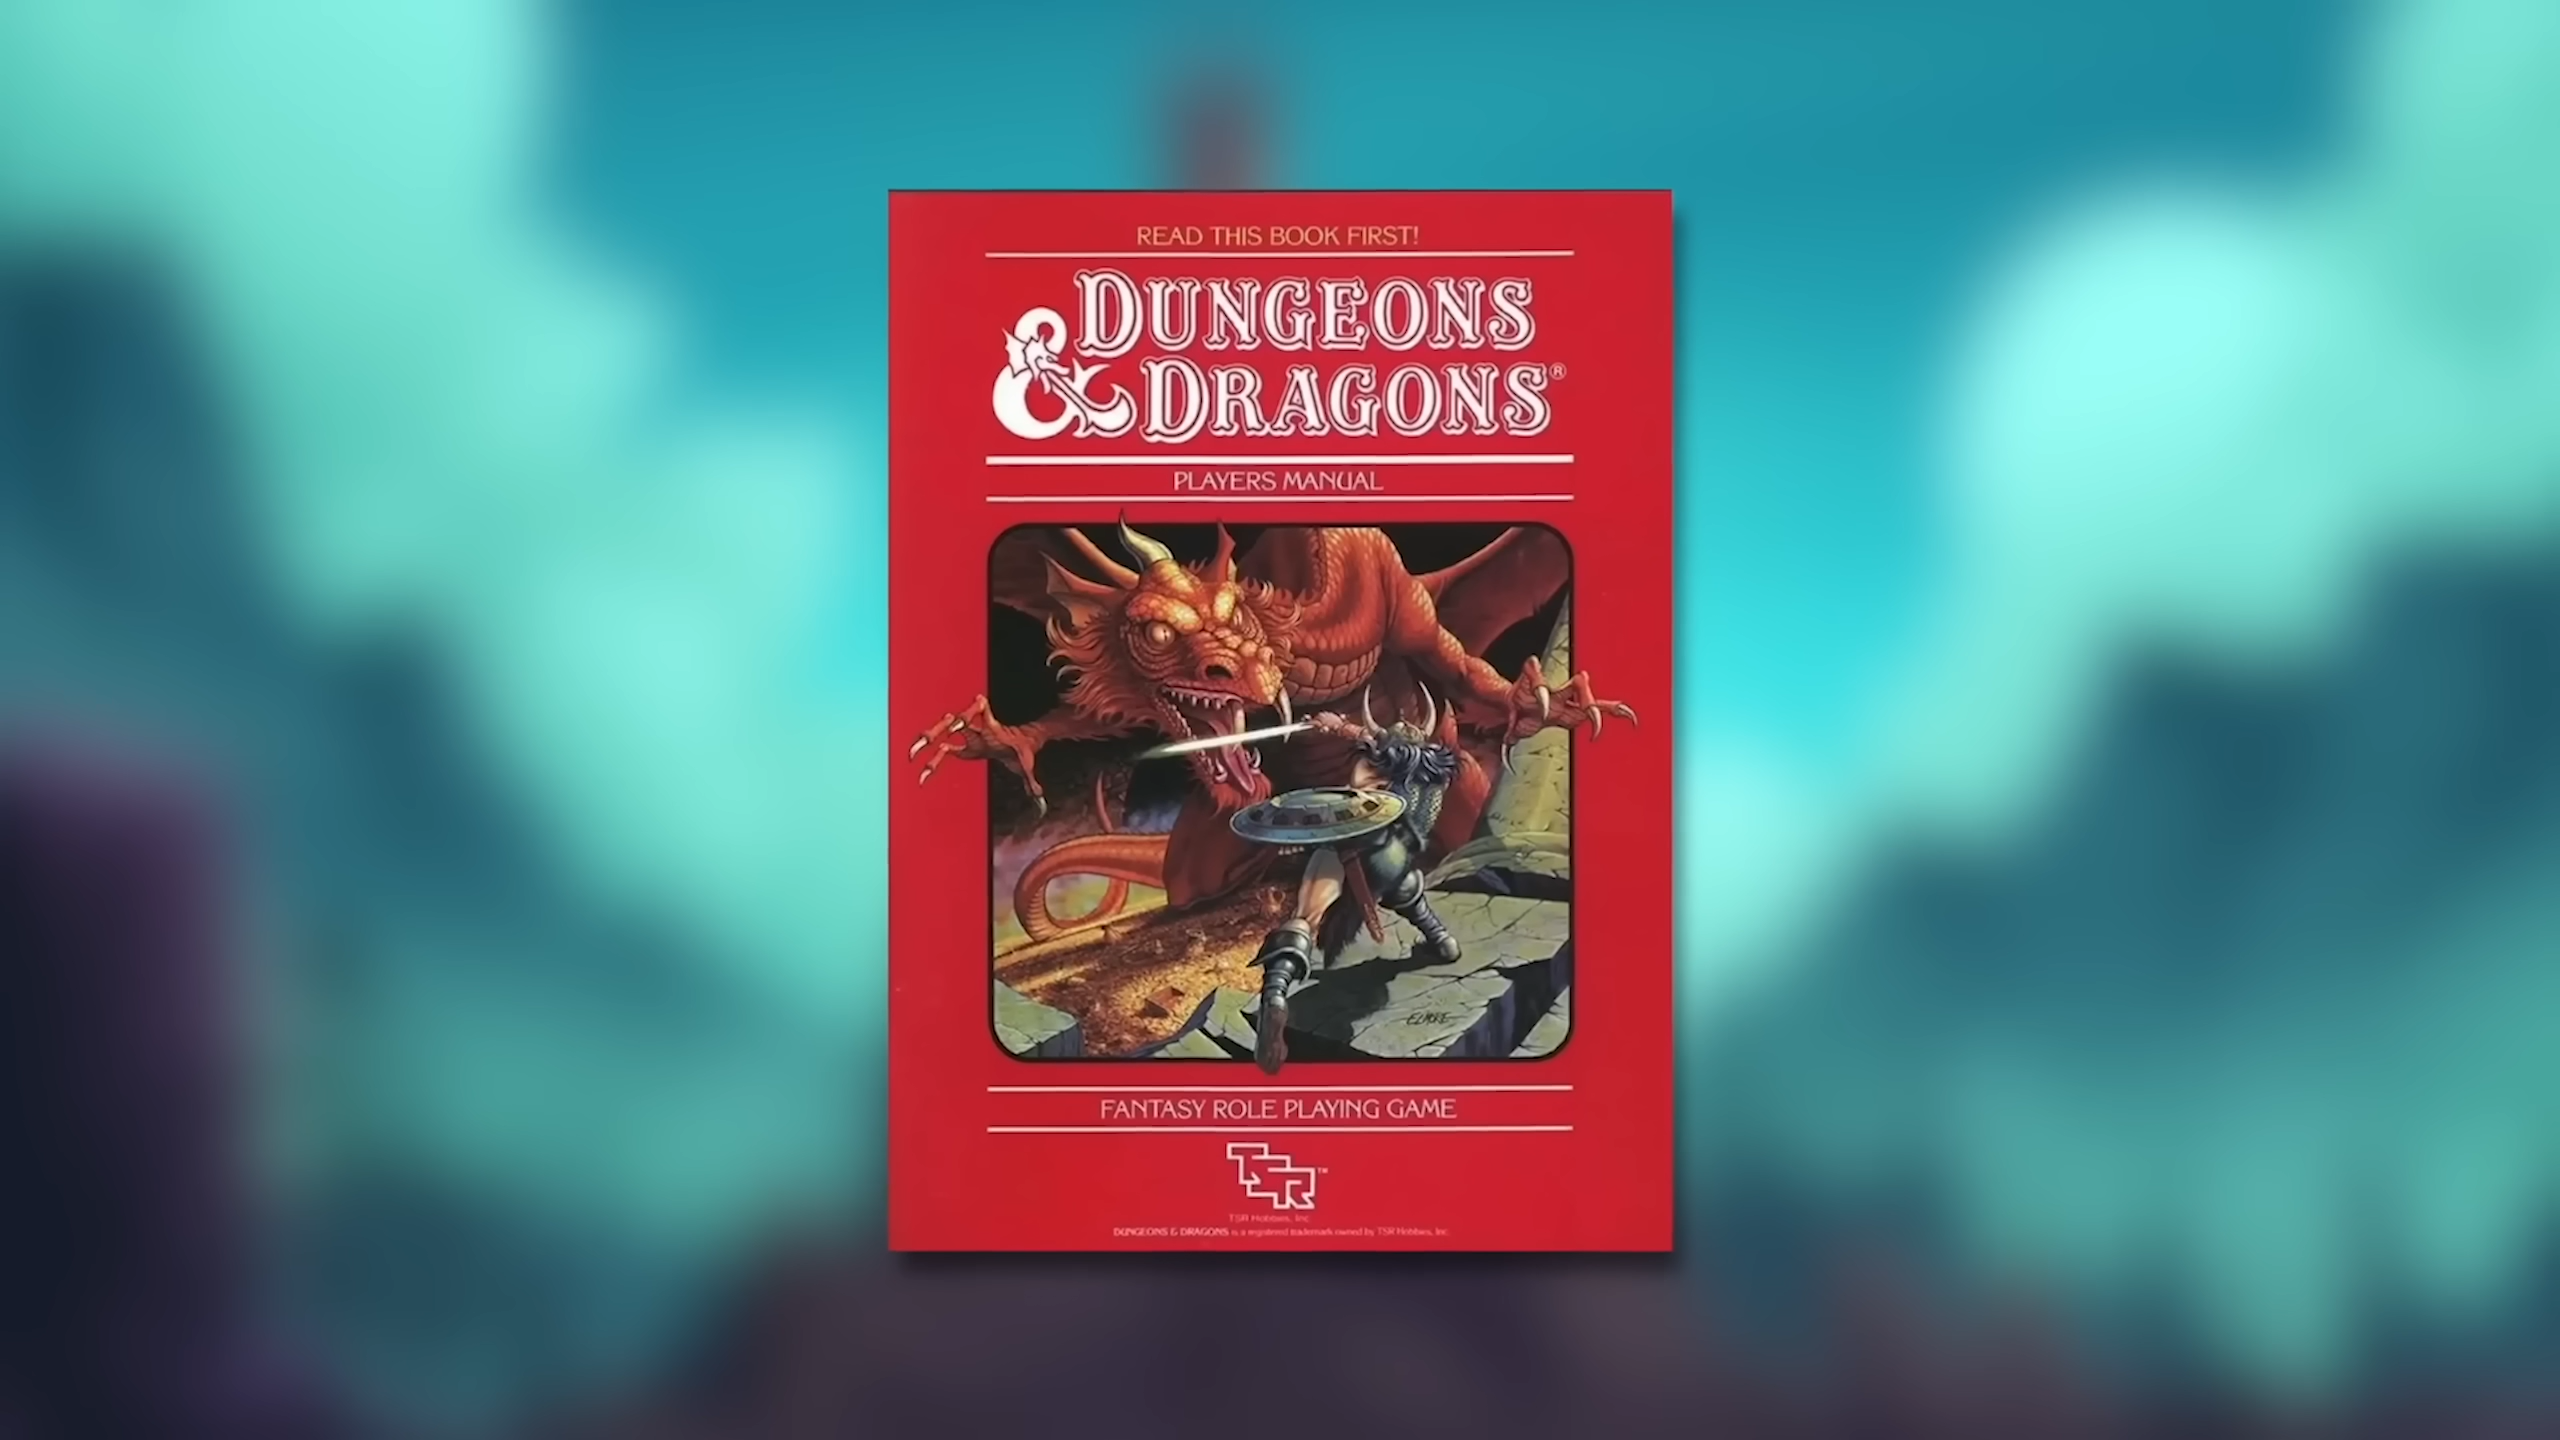 READ THIS BOOK FIRST!
DUNGEONS
& DRAGONS®
PLAYERS MANUAL
ELMORE
FANTASY ROLE PLAYING GAME
TSR™
TSR Hobbies, Inc.
DUNGEONS & DRAGONS is a registered trademark owned by TSR Hobbies, Inc.